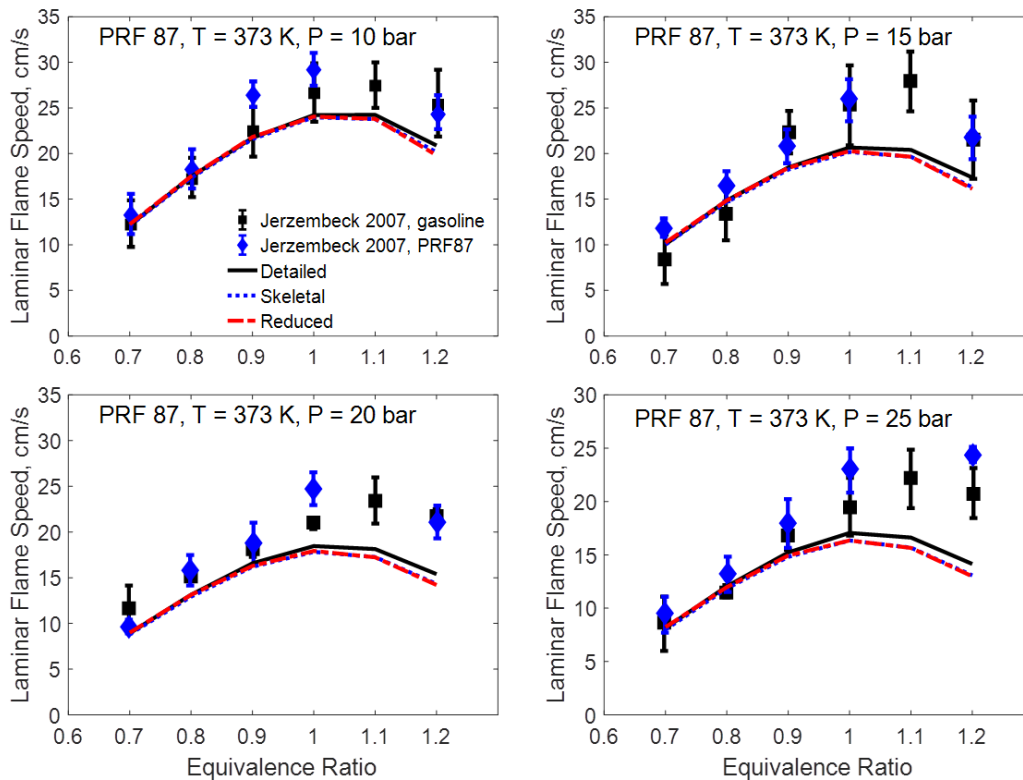 PRF 87, T = 373 K, P = 10 bar
Laminar Flame Speed, cm/s
35
30
25
20
15
10
5
0
Jerzembeck 2007, gasoline
Jerzembeck 2007, PRF87
Detailed
Skeletal
Reduced
0.6 0.7 0.8 0.9 1 1.1 1.2
PRF 87, T = 373 K, P = 15 bar
Laminar Flame Speed, cm/s
35
30
25
20
15
10
5
0
0.6 0.7 0.8 0.9 1 1.1 1.2
PRF 87, T = 373 K, P = 20 bar
Laminar Flame Speed, cm/s
35
30
25
20
15
10
5
0
0.6 0.7 0.8 0.9 1 1.1 1.2
Equivalence Ratio
PRF 87, T = 373 K, P = 25 bar
Laminar Flame Speed, cm/s
30
25
20
15
10
5
0
0.6 0.7 0.8 0.9 1 1.1 1.2
Equivalence Ratio